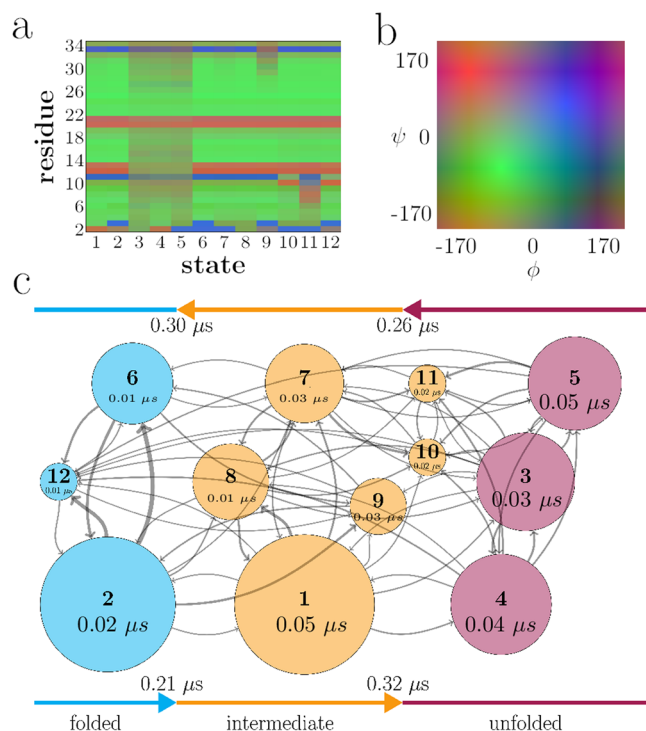 a
b
34
30
26
22
18
14
10
6
2
residue
1 2 3 4 5 6 7 8 9 10 11 12
state
170
ψ 0
-170
-170 0 170
ϕ
c
0.30 μs
0.26 μs
6
0.01 μs
7
0.03 μs
11
0.02 μs
5
0.05 μs
12
0.01 μs
8
0.01 μs
10
0.02 μs
3
0.03 μs
9
0.03 μs
2
0.02 μs
1
0.05 μs
4
0.04 μs
0.21 μs
0.32 μs
folded
intermediate
unfolded